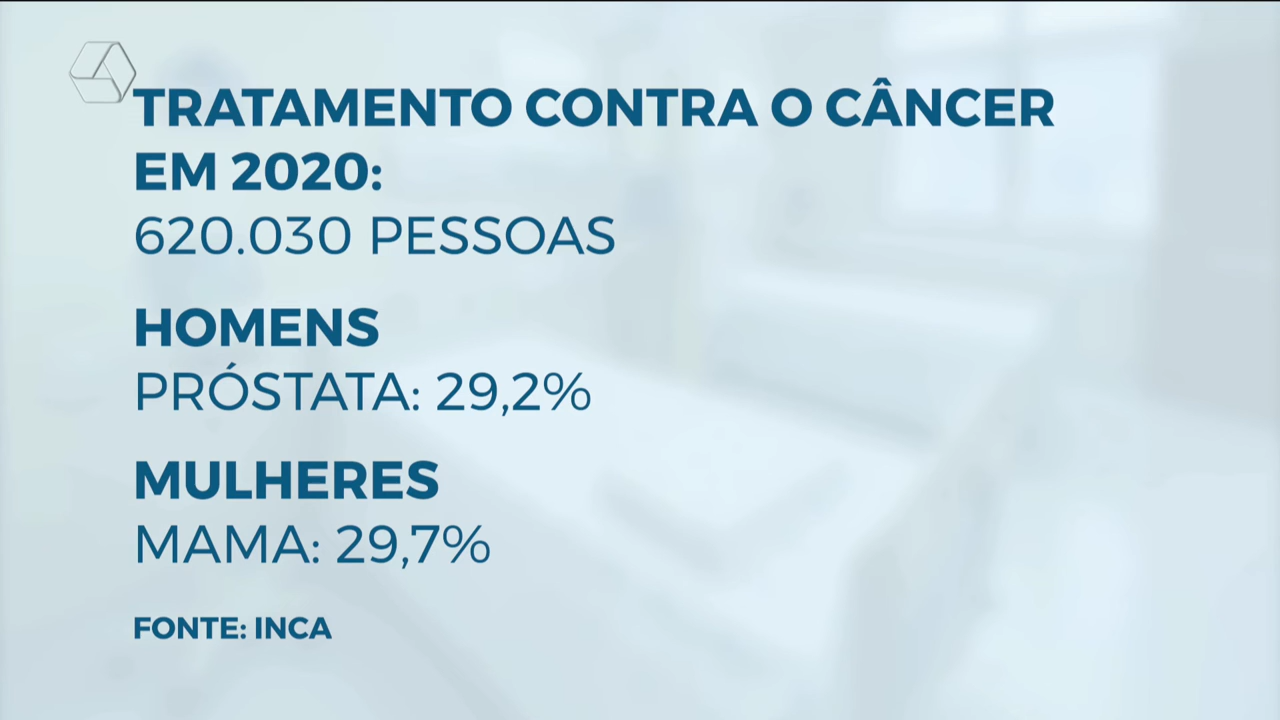 TRATAMENTO CONTRA O CÂNCER
EM 2020:
620.030 PESSOAS
HOMENS
PRÓSTATA: 29,2%
MULHERES
MAMA: 29,7%
FONTE: INCA